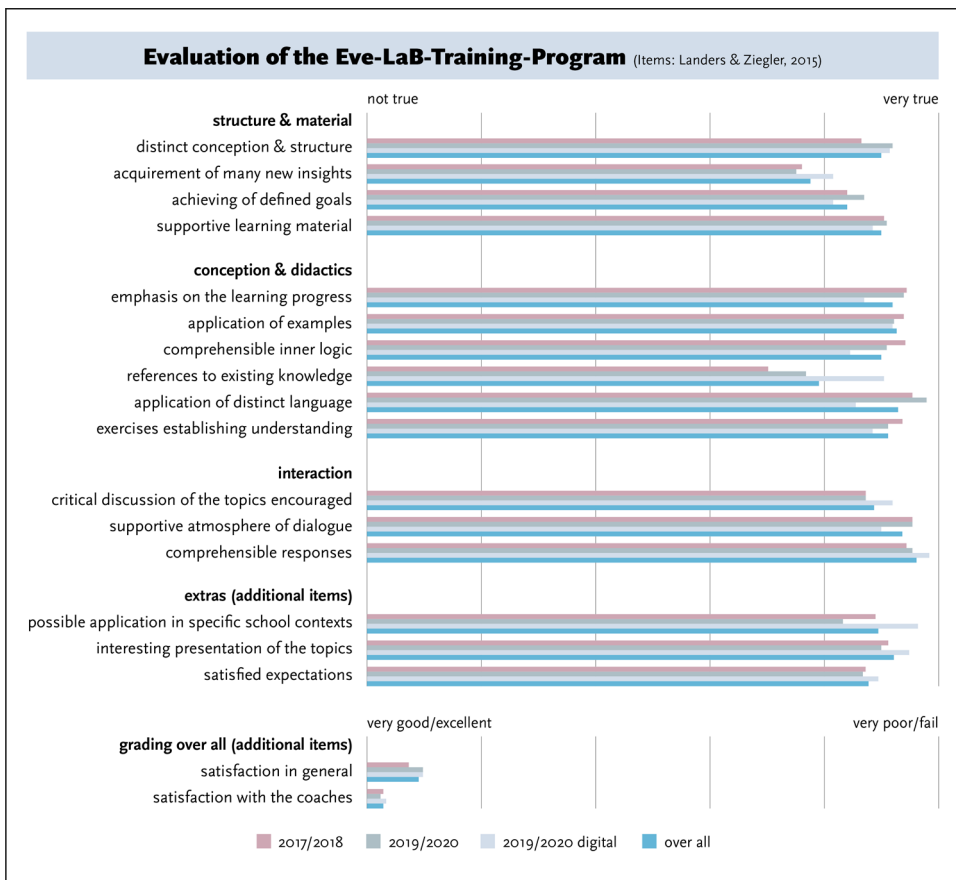 Evaluation of the Eve-LaB-Training-Program (Items: Landers & Ziegler, 2015)
not true very true
structure & material
distinct conception & structure
acquirement of many new insights
achieving of defined goals
supportive learning material
conception & didactics
emphasis on the learning progress
application of examples
comprehensible inner logic
references to existing knowledge
application of distinct language
exercises establishing understanding
interaction
critical discussion of the topics encouraged
supportive atmosphere of dialogue
comprehensible responses
extras (additional items)
possible application in specific school contexts
interesting presentation of the topics
satisfied expectations
very good/excellent very poor/fail
grading over all (additional items)
satisfaction in general
satisfaction with the coaches
2017/2018 2019/2020 2019/2020 digital over all